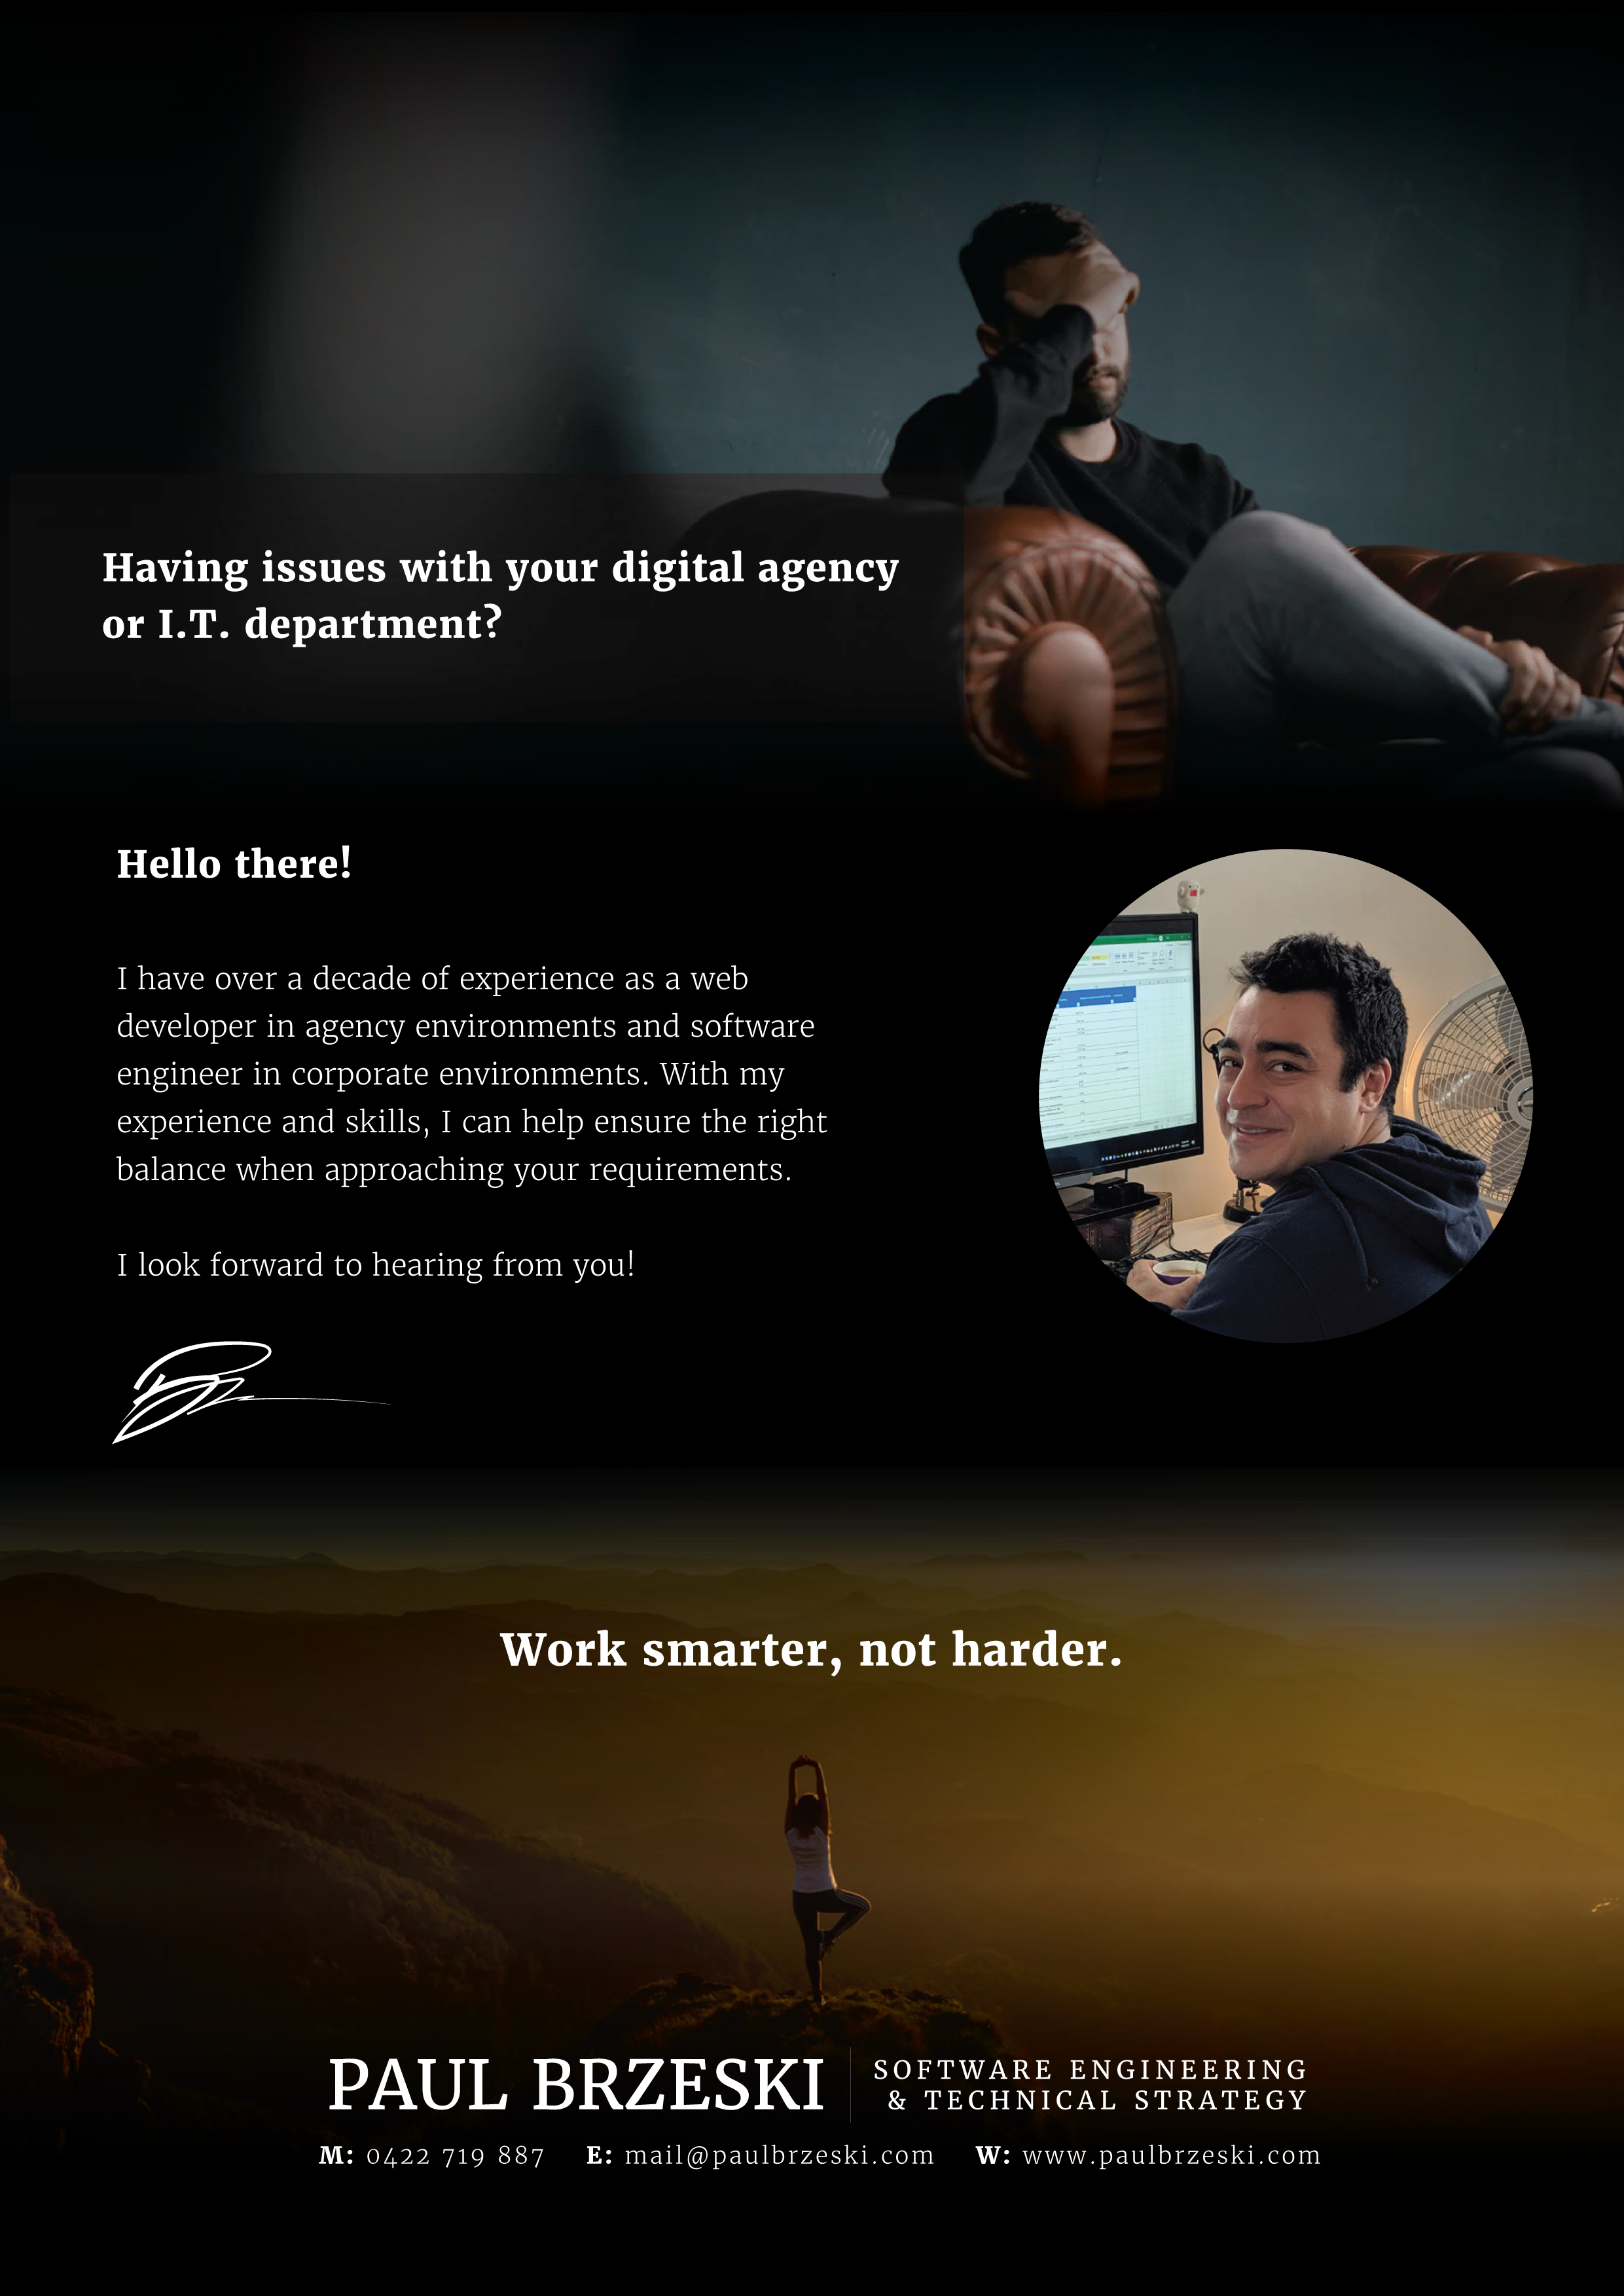 Having issues with your digital agency
or I.T. department?
Hello there!
I have over a decade of experience as a web
developer in agency environments and software
engineer in corporate environments. With my
experience and skills, I can help ensure the right
balance when approaching your requirements.
I look forward to hearing from you!
Work smarter, not harder.
PAUL BRZESKI
SOFTWARE ENGINEERING
& TECHNICAL STRATEGY
M: 0422 719 887 E: mail@paulbrzeski.com W: www.paulbrzeski.com